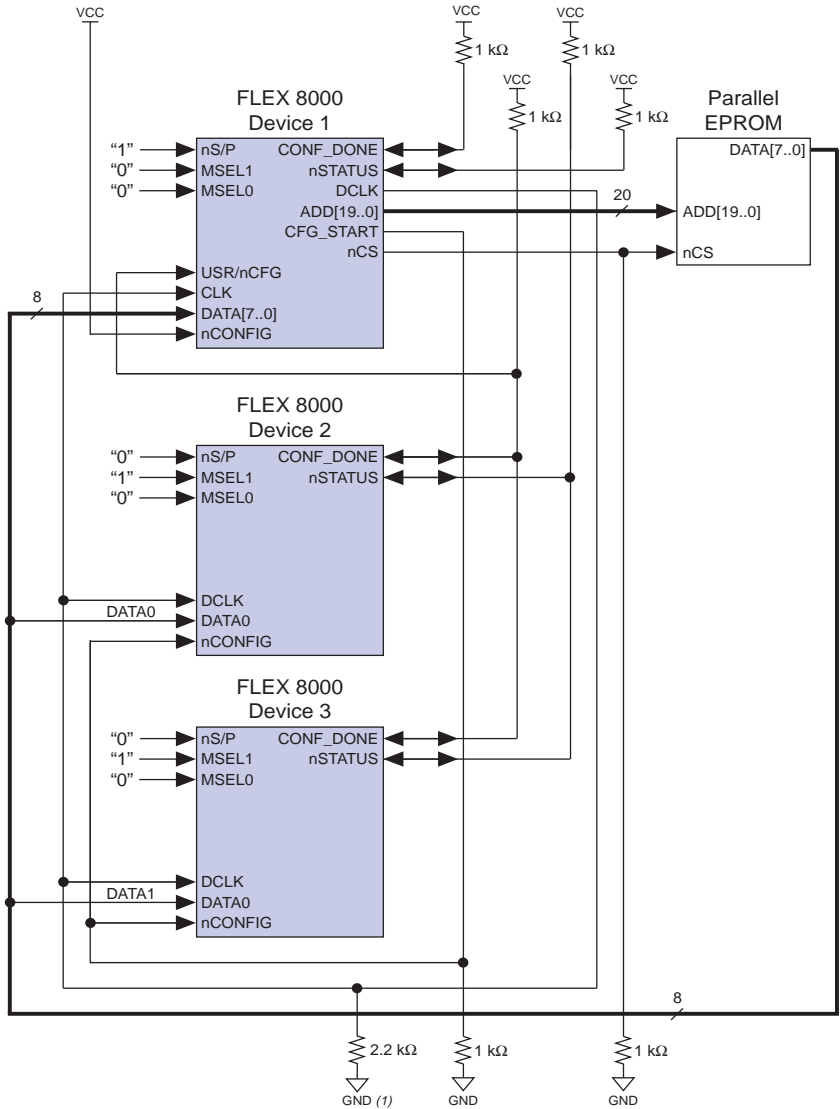 VCC
VCC
VCC
1 kΩ
1 kΩ
VCC
VCC
1 kΩ
1 kΩ
FLEX 8000
Device 1
Parallel
EPROM
"1"
"0"
"0"
nS/P
MSEL1
MSEL0
CONF_DONE
nSTATUS
DCLK
ADD[19..0]
CFG_START
nCS
USR/nCFG
CLK
DATA[7..0]
nCONFIG
8
20
DATA[7..0]
ADD[19..0]
nCS
FLEX 8000
Device 2
"0"
"1"
"0"
nS/P
MSEL1
MSEL0
CONF_DONE
nSTATUS
DATA0
DCLK
DATA0
nCONFIG
FLEX 8000
Device 3
"0"
"1"
"0"
nS/P
MSEL1
MSEL0
CONF_DONE
nSTATUS
DATA1
DCLK
DATA0
nCONFIG
8
2.2 kΩ
1 kΩ
1 kΩ
GND (1)
GND
GND